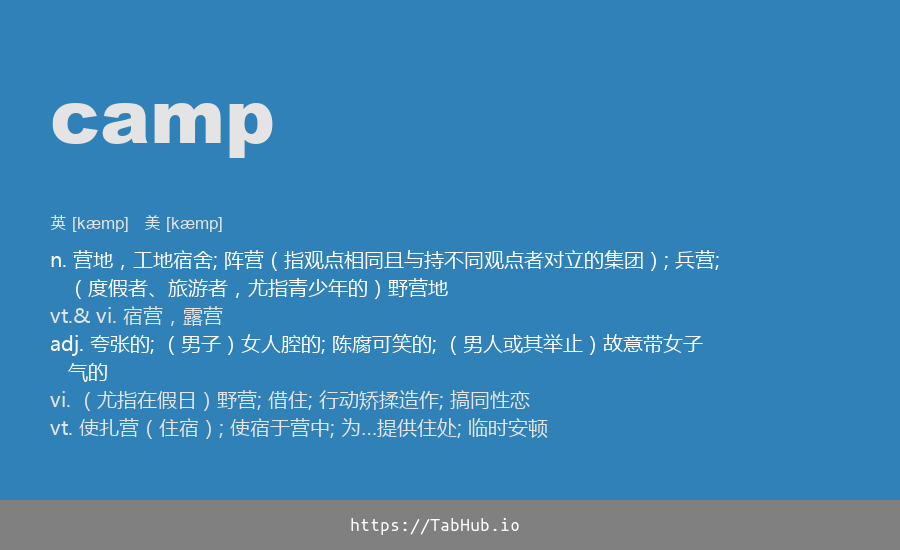 camp
英 [kæmp] 美 [kæmp]
n. 营地，工地宿舍; 阵营（指观点相同且与持不同观点者对立的集团）; 兵营;
（度假者、旅游者，尤指青少年的）野营地
vt.& vi. 宿营，露营
adj. 夸张的; （男子）女人腔的; 陈腐可笑的; （男人或其举止）故意带女子
气的
vi. （尤指在假日）野营; 借住; 行动矫揉造作; 搞同性恋
vt. 使扎营（住宿）; 使宿于营中; 为...提供住处; 临时安顿
https://TabHub.io